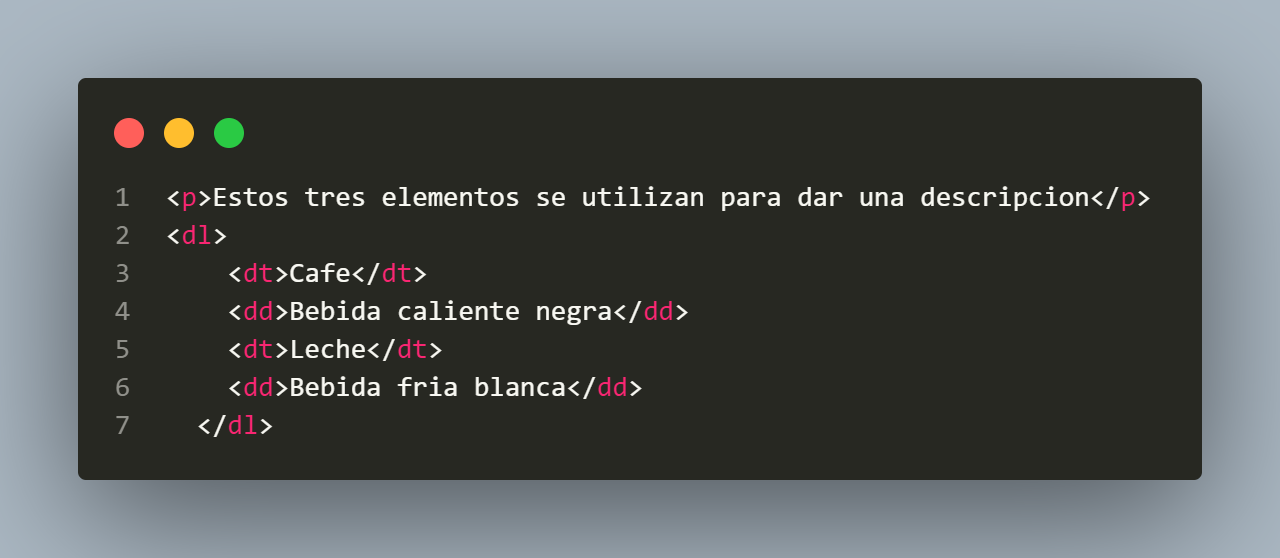 1 <p>Estos tres elementos se utilizan para dar una descripcion</p>
2 <dl>
3     <dt>Cafe</dt>
4     <dd>Bebida caliente negra</dd>
5     <dt>Leche</dt>
6     <dd>Bebida fria blanca</dd>
7   </dl>